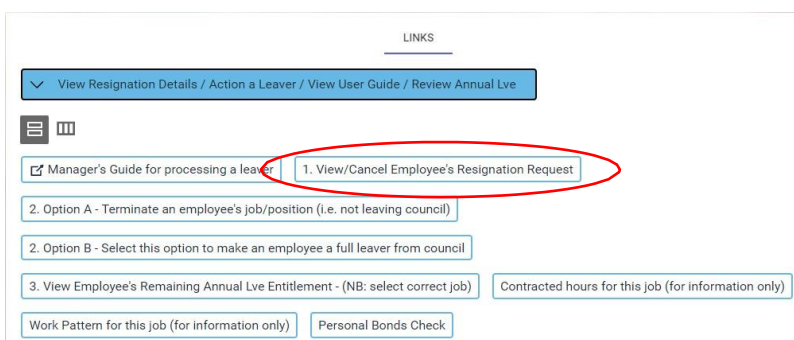 LINKS
View Resignation Details / Action a Leaver / View User Guide / Review Annual Lve
Manager's Guide for processing a leaver
1. View/Cancel Employee's Resignation Request
2. Option A - Terminate an employee's job/position (i.e. not leaving council)
2. Option B - Select this option to make an employee a full leaver from council
3. View Employee's Remaining Annual Lve Entitlement - (NB: select correct job)
Contracted hours for this job (for information only)
Work Pattern for this job (for information only)
Personal Bonds Check